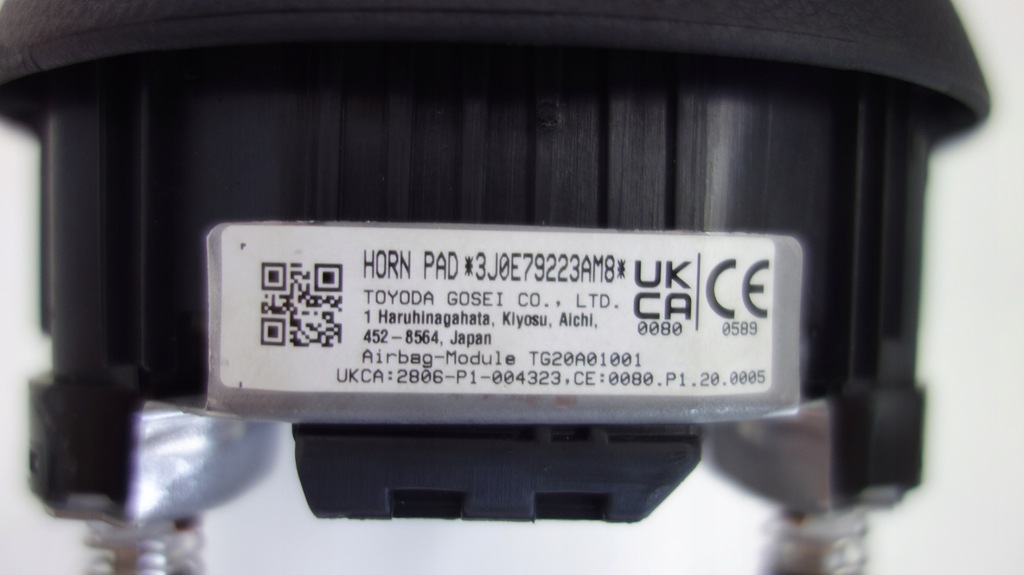 HORN PAD *3J0E79223AM8*
TOYODA GOSEI CO., LTD.
1 Haruhinagahata, Kiyosu, Aichi,
452-8564, Japan
Airbag-Module TG20A01001
UKCA:2806-P1-004323,CE:0080.P1.20.0005
UK
CA
0080
CE
0589